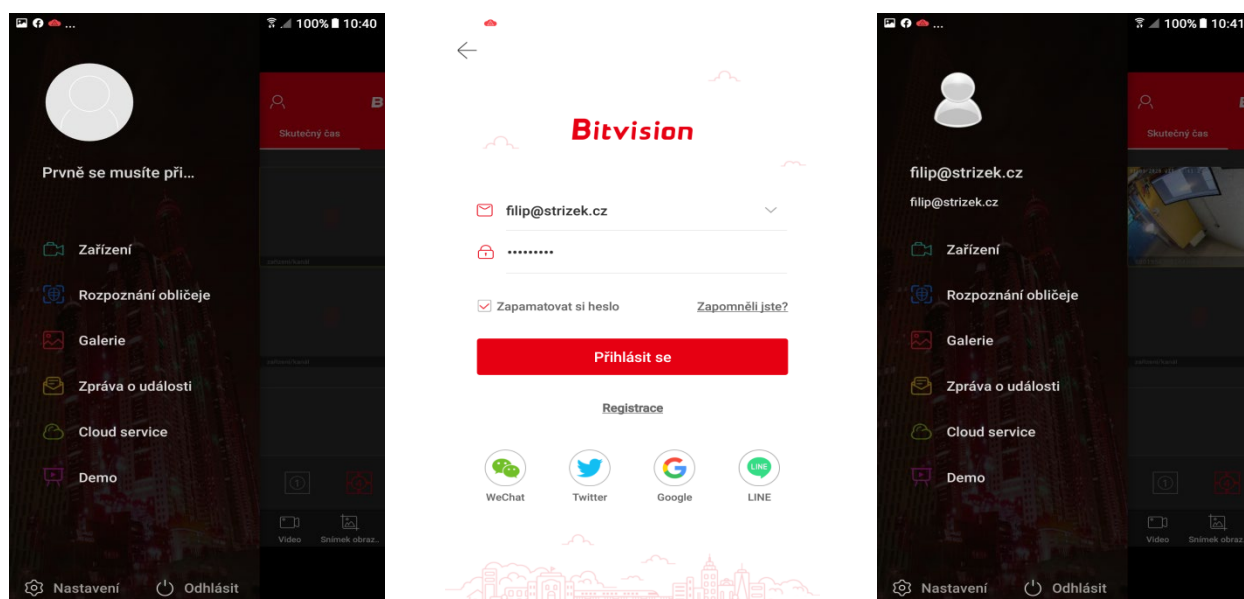 ... 100% 10:40
B
Skutečný čas
Prvně se musíte při...
Zařízení
Rozpoznání obličeje
Galerie
Zpráva o události
Cloud service
Demo
Video Snímek obraz..
Nastavení Odhlásit
Bitvision
filip@strizek.cz
•••••••••
Zapamatovat si heslo Zapomněli jste?
Přihlásit se
Registrace
LINE
WeChat Twitter Google LINE
... 100% 10:41
Skutečný čas
filip@strizek.cz
filip@strizek.cz
Zařízení
Rozpoznání obličeje
Galerie
Zpráva o události
Cloud service
Demo
Video Snímek obraz
Nastavení Odhlásit